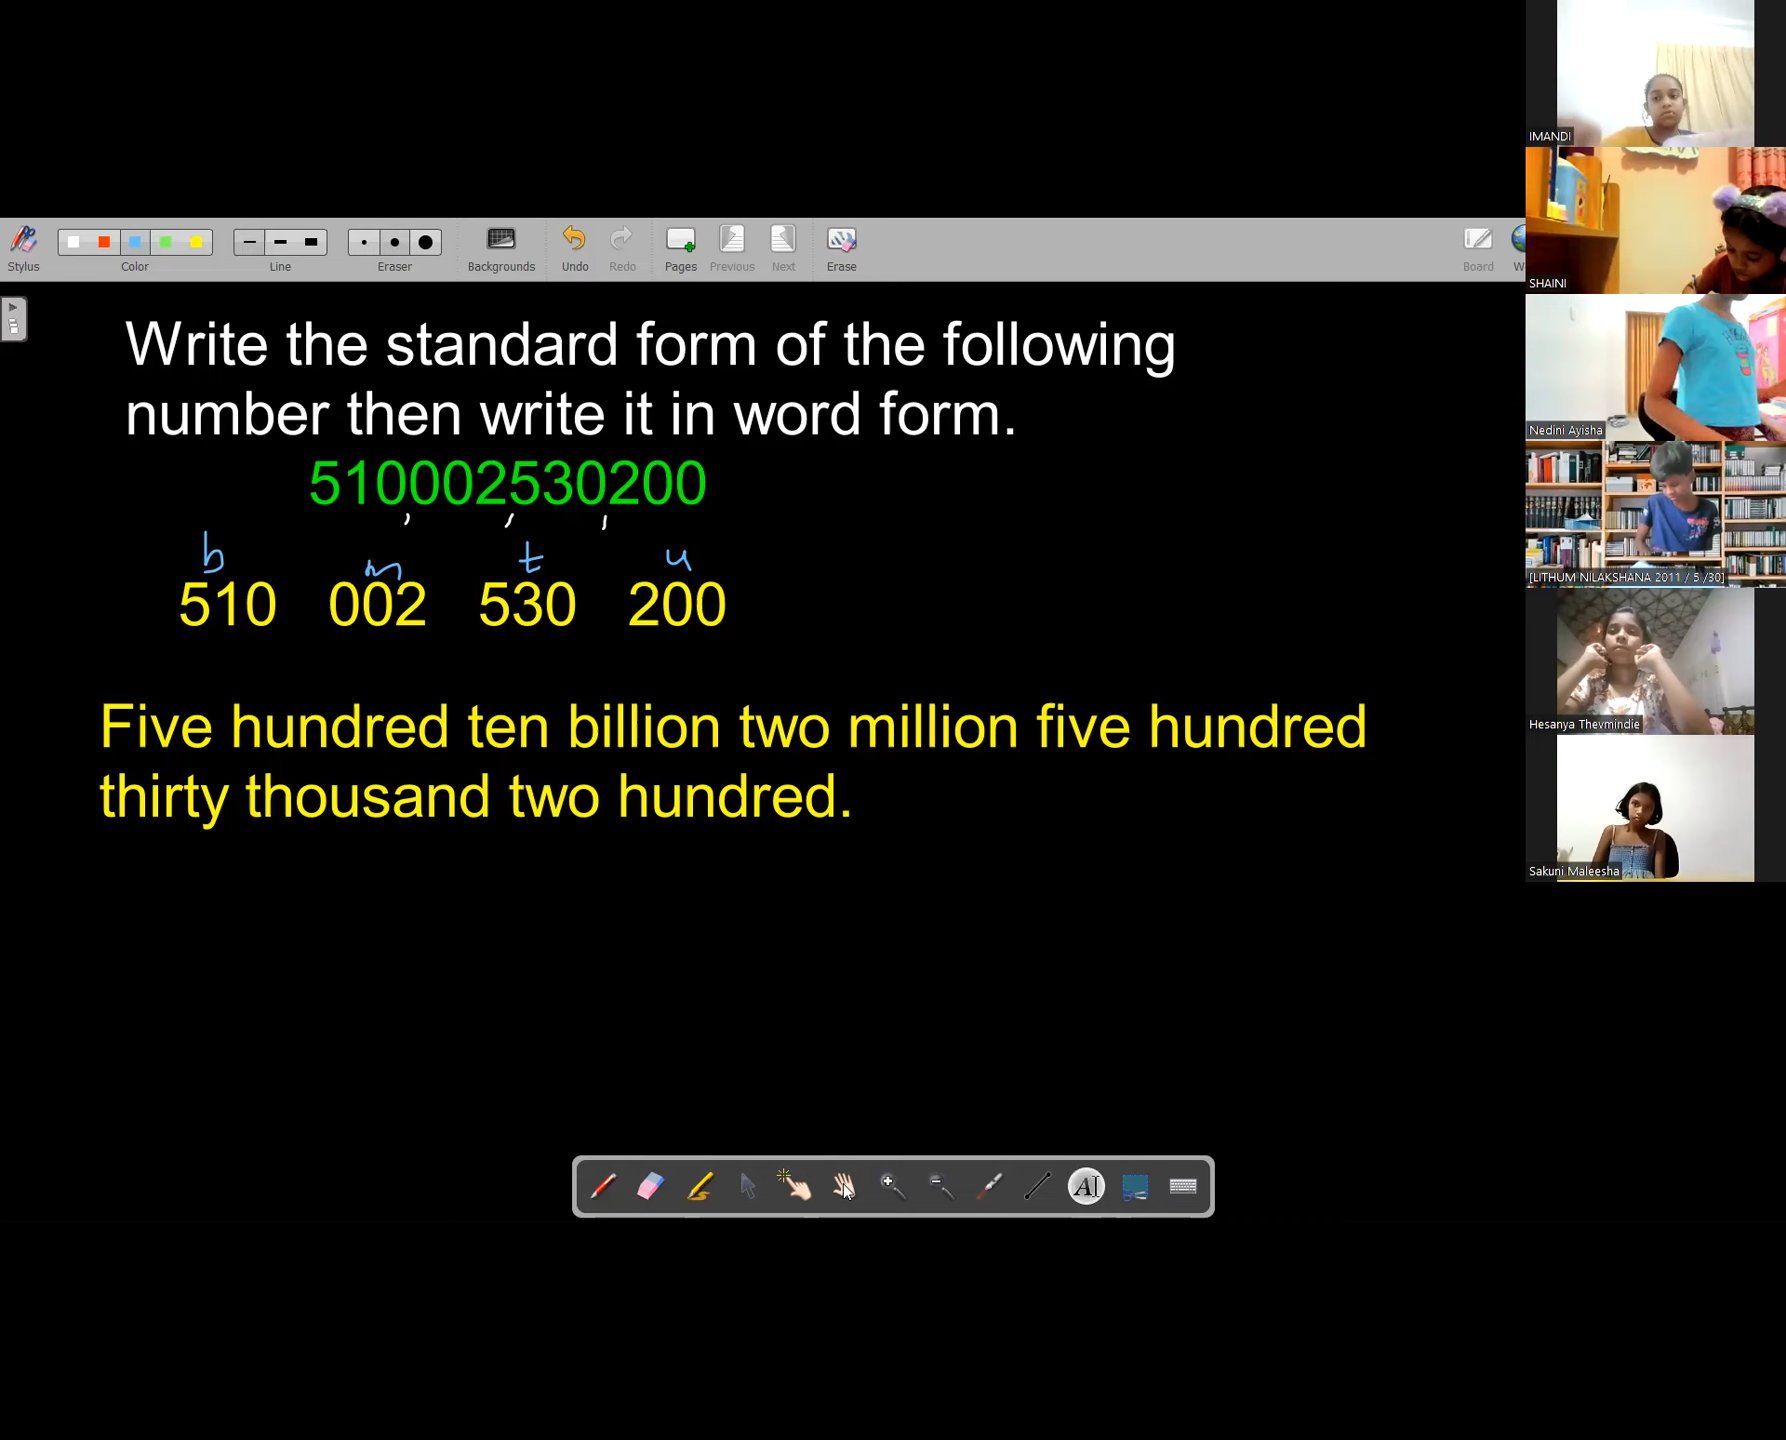 IMANDI
SHAINI
Nedini Ayisha
[LITHUM NILAKSHANA 2011 / 5 /30]
Hesanya Thevmindie
Sakuni Maleesha
Stylus
Color
Line
Eraser
Backgrounds
Undo
Redo
Pages
Previous
Next
Erase
Board
Write the standard form of the following
number then write it in word form.
510002530200
, , ,
b m t u
510 002 530 200
Five hundred ten billion two million five hundred
thirty thousand two hundred.